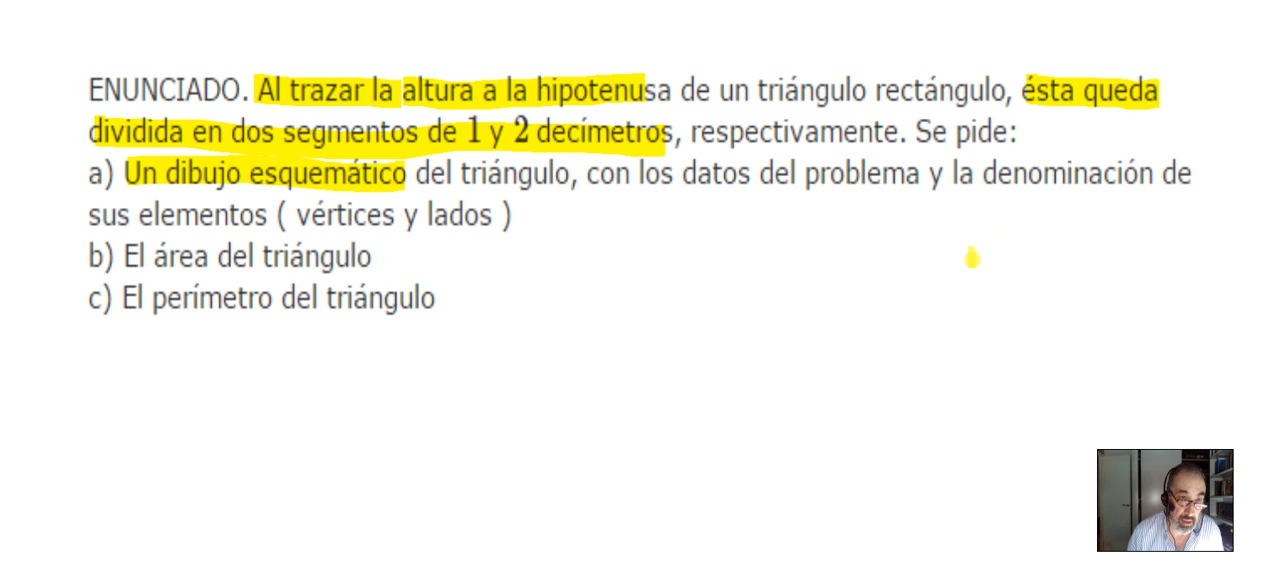 ENUNCIADO. Al trazar la altura a la hipotenusa de un triángulo rectángulo, ésta queda
dividida en dos segmentos de 1 y 2 decímetros, respectivamente. Se pide:
a) Un dibujo esquemático del triángulo, con los datos del problema y la denominación de
sus elementos ( vértices y lados )
b) El área del triángulo
c) El perímetro del triángulo